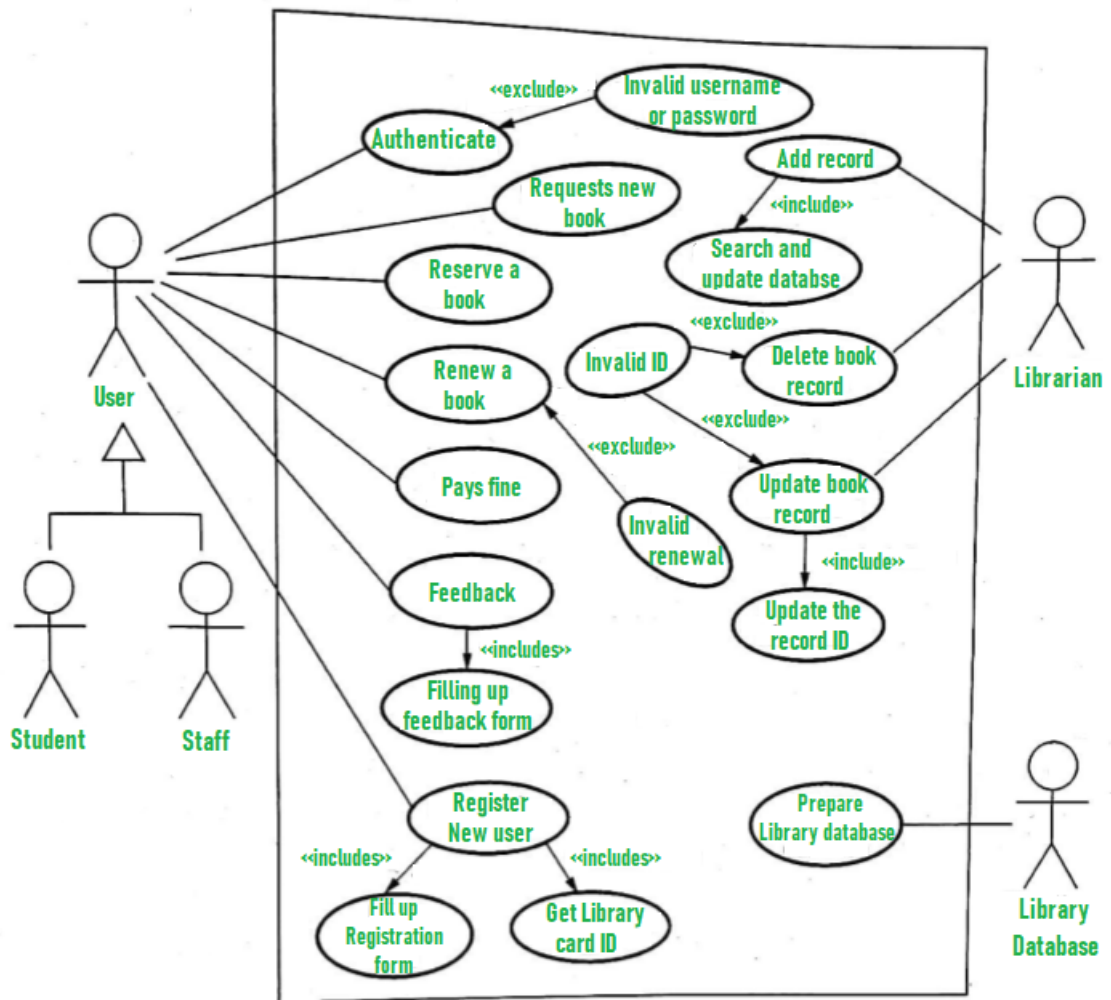 «exclude»
Invalid username
or password
Authenticate
Add record
Requests new
book
«include»
Search and
update databse
Reserve a
book
«exclude»
Invalid ID
Delete book
record
Librarian
User
Renew a
book
«exclude»
«exclude»
Pays fine
Update book
record
Invalid
renewal
«include»
Feedback
Update the
record ID
«includes»
Filling up
feedback form
Student
Staff
Register
New user
Prepare
Library database
«includes»
«includes»
Fill up
Registration
form
Get Library
card ID
Library
Database